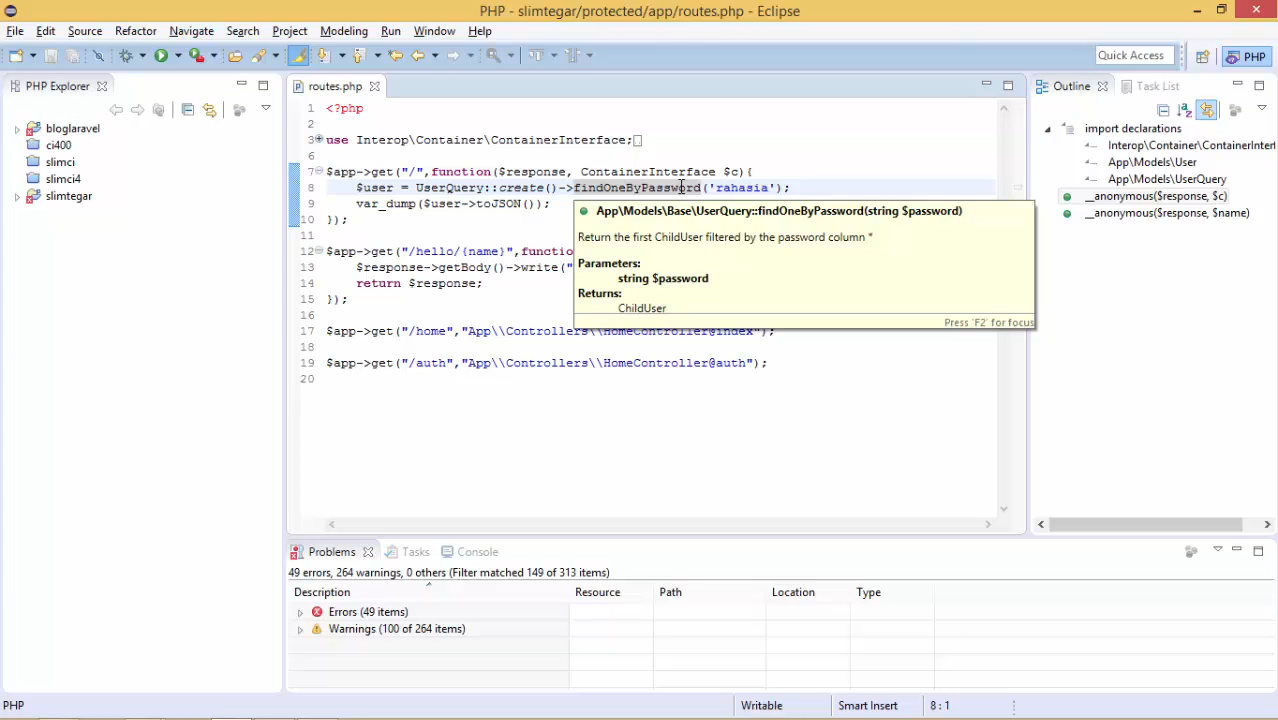 PHP - slimtegar/protected/app/routes.php - Eclipse
File Edit Source Refactor Navigate Search Project Modeling Run Window Help
Quick Access PHP
PHP Explorer
bloglaravel
ci400
slimci
slimci4
slimtegar
routes.php
1 <?php
2
3 use Interop\Container\ContainerInterface;
6
7 $app->get("/",function($response, ContainerInterface $c){
8 $user = UserQuery::create()->findOneByPassword('rahasia');
9 var_dump($user->toJSON());
10 });
11
12 $app->get("/hello/{name}",functio
13 $response->getBody()->write("
14 return $response;
15 });
16
17 $app->get("/home","App\\Controllers\\HomeController@index");
18
19 $app->get("/auth","App\\Controllers\\HomeController@auth");
20
App\Models\Base\UserQuery::findOneByPassword(string $password)
Return the first ChildUser filtered by the password column *
Parameters:
string $password
Returns:
ChildUser
Press 'F2' for focus
Outline Task List
import declarations
Interop\Container\ContainerInter
App\Models\User
App\Models\UserQuery
__anonymous($response, $c)
__anonymous($response, $name)
Problems Tasks Console
49 errors, 264 warnings, 0 others (Filter matched 149 of 313 items)
Description Resource Path Location Type
Errors (49 items)
Warnings (100 of 264 items)
PHP Writable Smart Insert 8 : 1